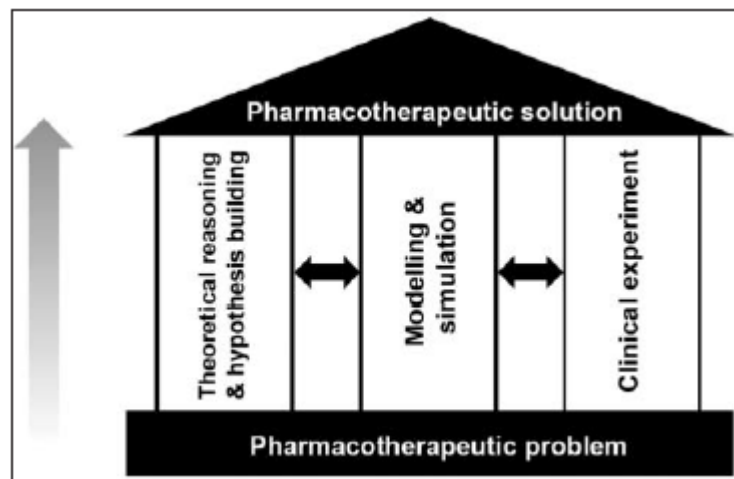 Pharmacotherapeutic solution
Theoretical reasoning
& hypothesis building
Modelling &
simulation
Clinical experiment
Pharmacotherapeutic problem